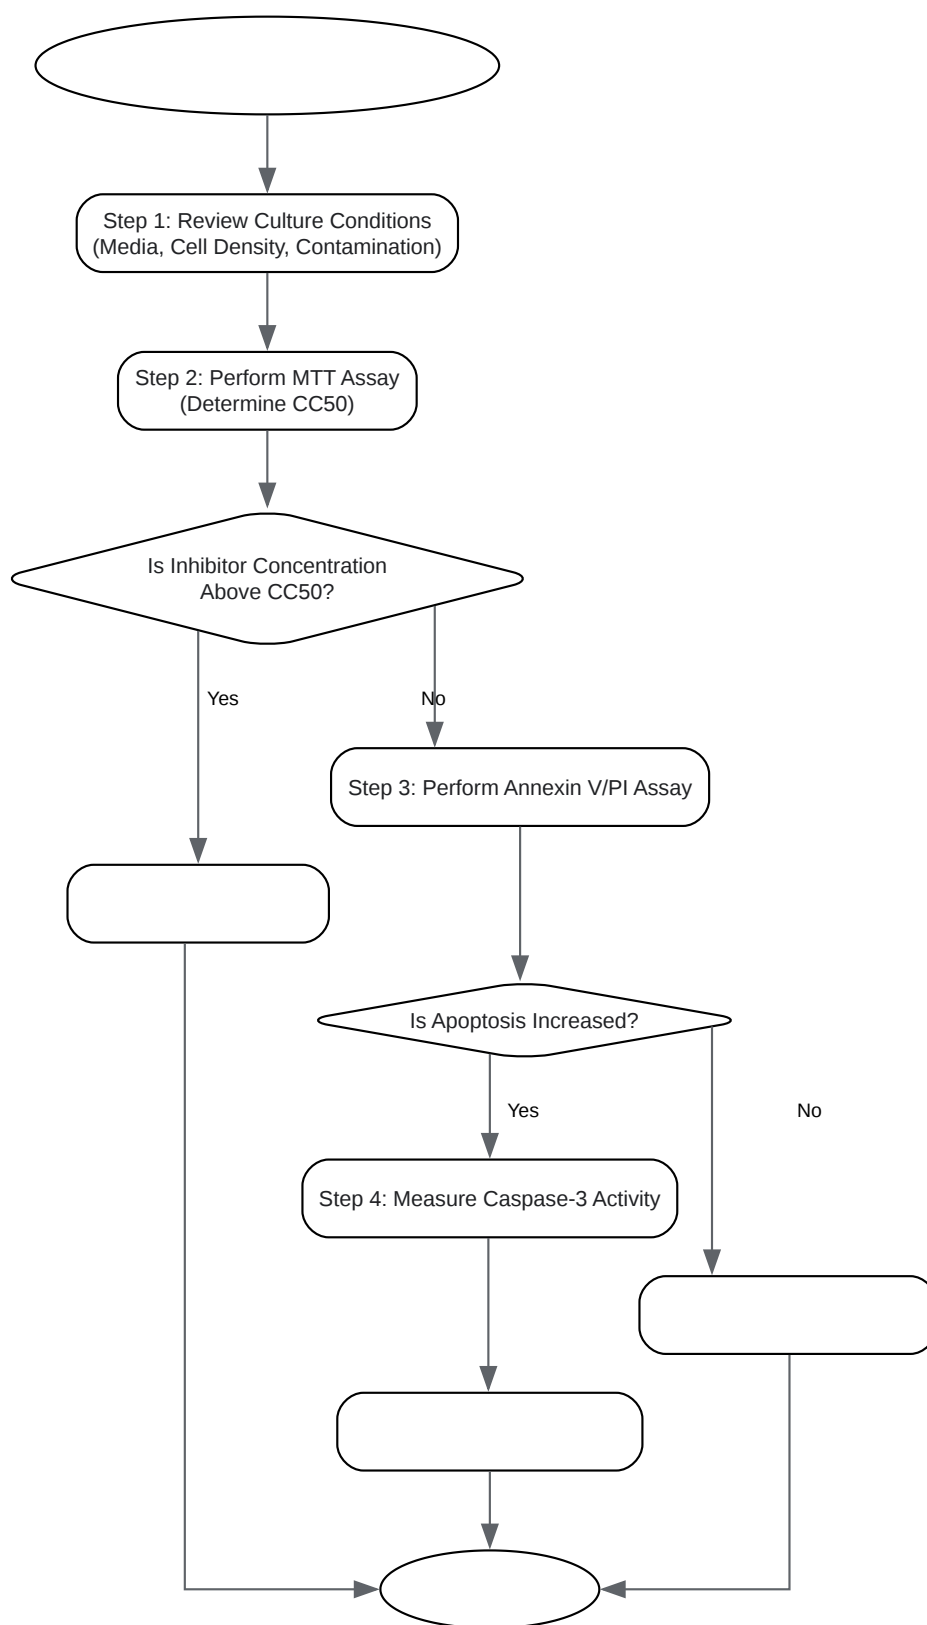 Step 1: Review Culture Conditions
(Media, Cell Density, Contamination)
Step 2: Perform MTT Assay
(Determine CC50)
Is Inhibitor Concentration
Above CC50?
Yes
No
Step 3: Perform Annexin V/PI Assay
Is Apoptosis Increased?
Yes
No
Step 4: Measure Caspase-3 Activity